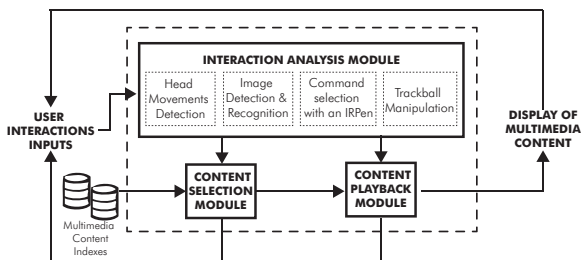 INTERACTION ANALYSIS MODULE
Head
Movements
Detection
Image
Detection &
Recognition
Command
selection
with an IRPen
Trackball
Manipulation
USER
INTERACTIONS
INPUTS
DISPLAY OF
MULTIMEDIA
CONTENT
CONTENT
SELECTION
MODULE
CONTENT
PLAYBACK
MODULE
Multimedia
Content
Indexes